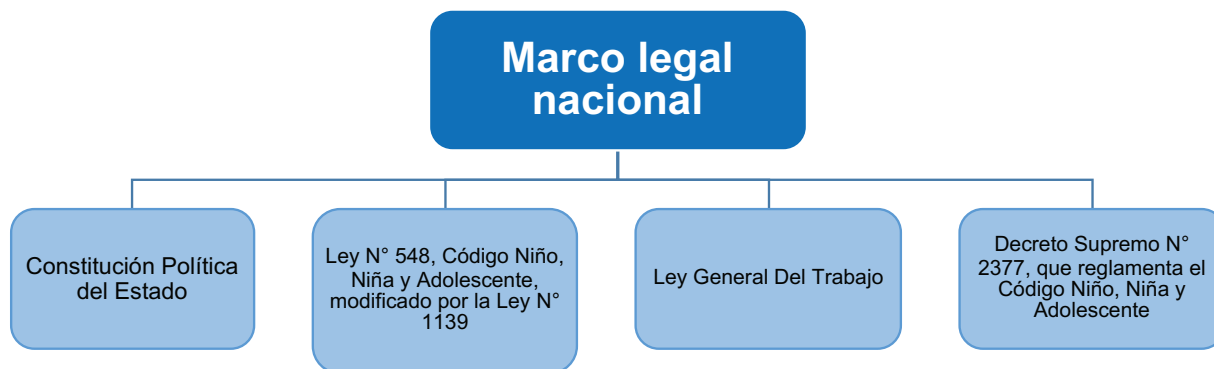 Marco legal
nacional
Constitución Política
del Estado
Ley N° 548, Código Niño,
Niña y Adolescente,
modificado por la Ley N°
1139
Ley General Del Trabajo
Decreto Supremo N°
2377, que reglamenta el
Código Niño, Niña y
Adolescente